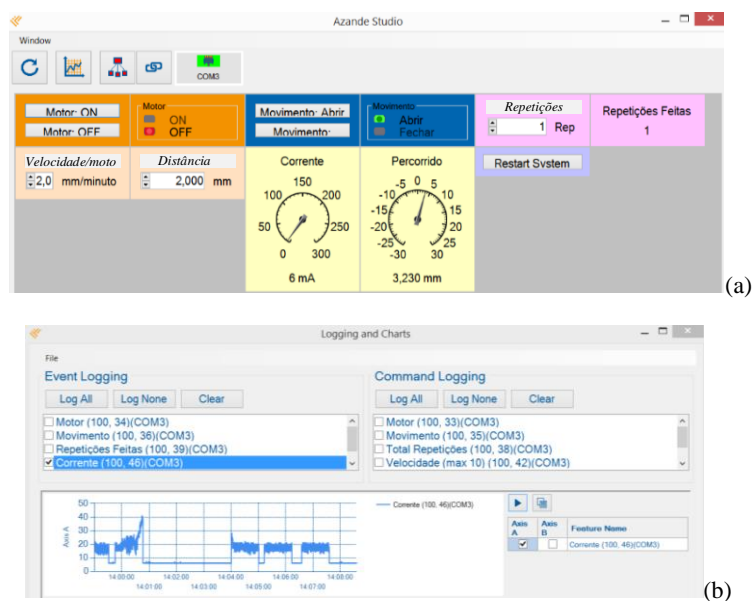 Azande Studio
Window
COM3
Motor: ON
Motor: OFF
Motor
ON
OFF
Movimento: Abrir
Movimento:
Movimento
Abrir
Fechar
Repetições
1 Rep
Repetições Feitas
1
Velocidade/moto
2,0 mm/minuto
Distância
2,000 mm
Corrente
150
100 200
50 250
0 300
6 mA
Percorrido
-5 0 5
-10 10
-15 15
-20 20
-25 25
-30 30
3,230 mm
Restart System
(a)
Logging and Charts
File
Event Logging
Log All Log None Clear
Motor (100, 34)(COM3)
Movimento (100, 36)(COM3)
Repetições Feitas (100, 39)(COM3)
Corrente (100, 46)(COM3)
Command Logging
Log All Log None Clear
Motor (100, 33)(COM3)
Movimento (100, 35)(COM3)
Total Repetições (100, 38)(COM3)
Velocidade (max 10) (100, 42)(COM3)
Axis A
50
40
30
20
10
0
14:00:00 14:02:00 14:04:00 14:06:00 14:08:00
14:01:00 14:03:00 14:05:00 14:07:00
Corrente (100, 46)(COM3)
Axis A Axis B Feature Name
Corrente (100, 46)(COM3)
(b)